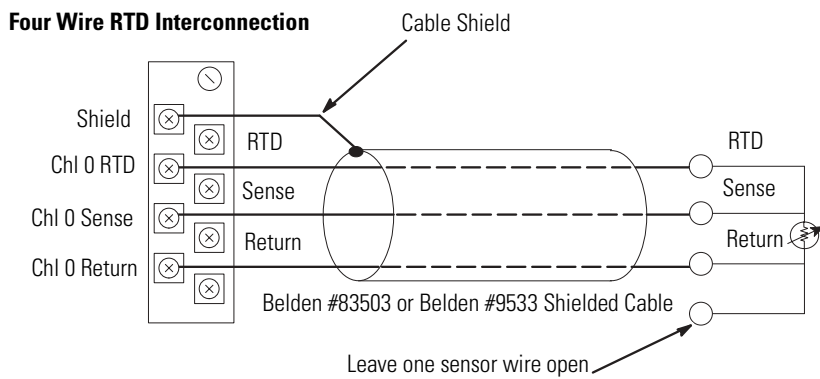 Four Wire RTD Interconnection
Cable Shield
Shield
RTD
RTD
Chl 0 RTD
Sense
Sense
Chl 0 Sense
Return
Return
Chl 0 Return
Belden #83503 or Belden #9533 Shielded Cable
Leave one sensor wire open